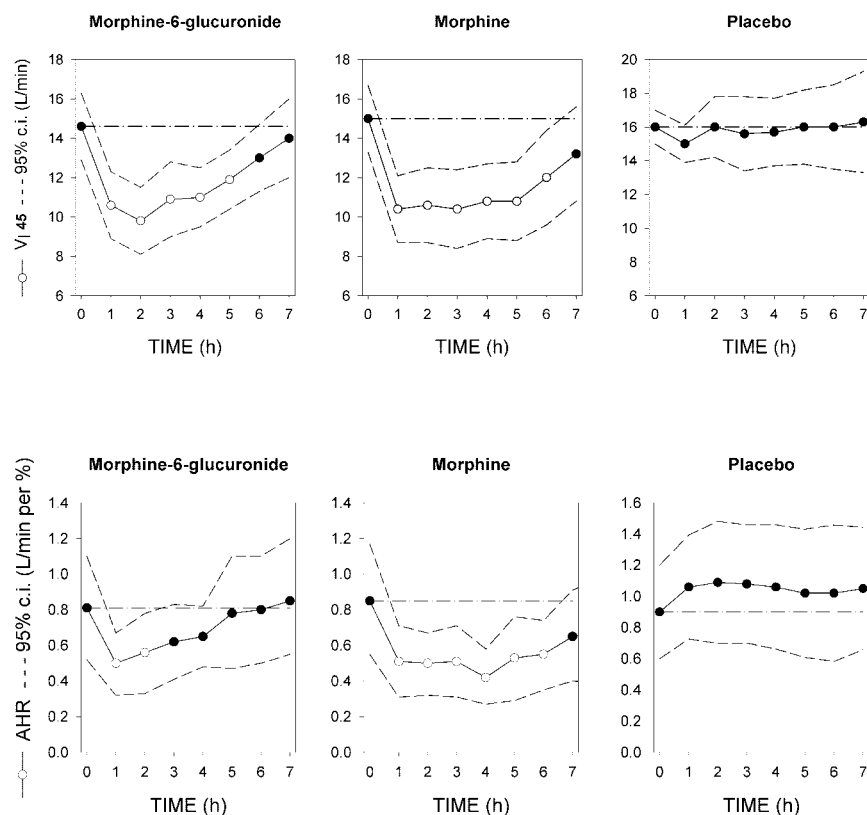 Morphine-6-glucuronide
Morphine
Placebo
VI 45 --- 95% c.i. (L/min)
18
16
14
12
10
8
6
0 1 2 3 4 5 6 7
TIME (h)
18
16
14
12
10
8
6
0 1 2 3 4 5 6 7
TIME (h)
20
18
16
14
12
10
8
6
0 1 2 3 4 5 6 7
TIME (h)
Morphine-6-glucuronide
Morphine
Placebo
AHR --- 95% c.i. (L/min per %)
1.4
1.2
1.0
0.8
0.6
0.4
0.2
0.0
0 1 2 3 4 5 6 7
TIME (h)
1.4
1.2
1.0
0.8
0.6
0.4
0.2
0.0
0 1 2 3 4 5 6 7
TIME (h)
1.6
1.4
1.2
1.0
0.8
0.6
0.4
0.2
0.0
0 1 2 3 4 5 6 7
TIME (h)